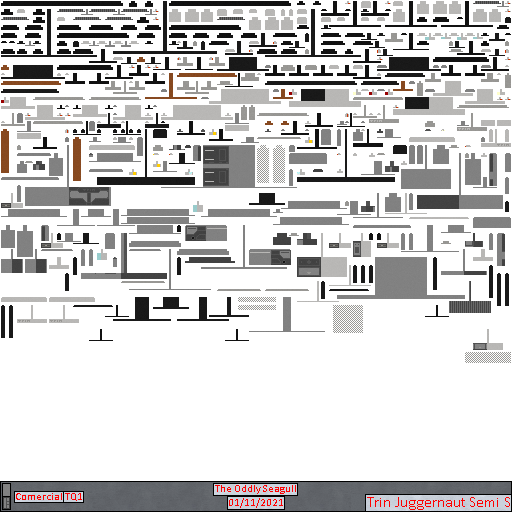 The Oddly Seagull
Comercial TQ1
01/11/2021
Trin Juggernaut Semi S